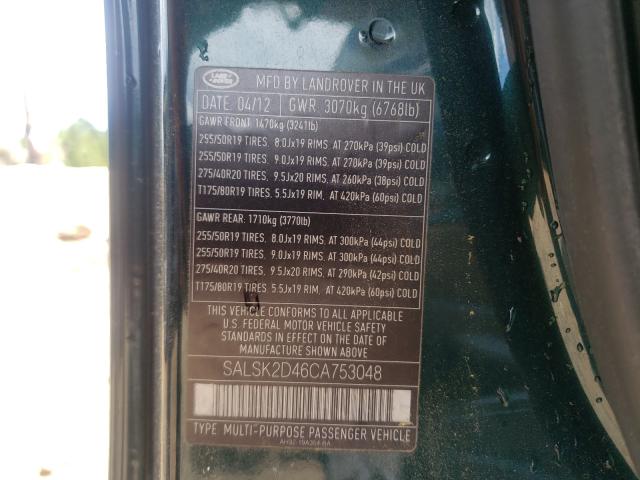 LAND ROVER
MFD BY LANDROVER IN THE UK
DATE 04/12 GWR. 3070kg (6768lb)
GAWR FRONT 1470kg (3241lb)
255/50R19 TIRES. 8.0Jx19 RIMS. AT 270kPa (39psi) COLD
255/50R19 TIRES. 9.0Jx19 RIMS. AT 270kPa (39psi) COLD
275/40R20 TIRES. 9.5Jx20 RIMS. AT 260kPa (38psi) COLD
T175/80R19 TIRES. 5.5Jx19 RIM. AT 420kPa (60psi) COLD
GAWR REAR. 1710kg (3770lb)
255/50R19 TIRES. 8.0Jx19 RIMS. AT 300kPa (44psi) COLD
255/50R19 TIRES. 9.0Jx19 RIMS. AT 300kPa (44psi) COLD
275/40R20 TIRES. 9.5Jx20 RIMS. AT 290kPa (42psi) COLD
T175/80R19 TIRES. 5.5Jx19 RIM. AT 420kPa (60psi) COLD
THIS VEHICLE CONFORMS TO ALL APPLICABLE
U.S. FEDERAL MOTOR VEHICLE SAFETY
STANDARDS IN EFFECT ON THE DATE OF
MANUFACTURE SHOWN ABOVE.
SALSK2D46CA753048
TYPE MULTI-PURPOSE PASSENGER VEHICLE